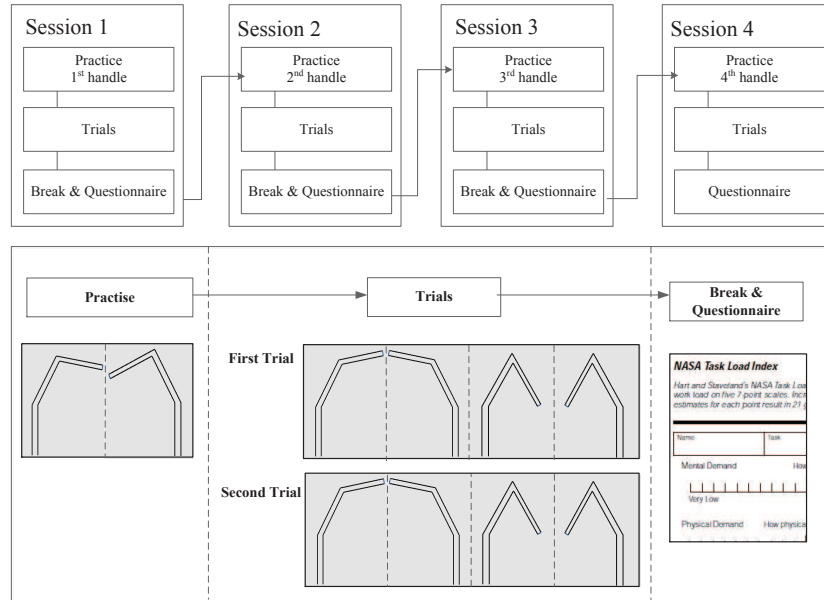 Session 1
Practice
1st handle
Trials
Break & Questionnaire
Session 2
Practice
2nd handle
Trials
Break & Questionnaire
Session 3
Practice
3rd handle
Trials
Break & Questionnaire
Session 4
Practice
4th handle
Trials
Questionnaire
Practise
Trials
Break &
Questionnaire
First Trial
Second Trial
NASA Task Load Index
Hart and Staveland's NASA Task Loa
work load on five 7-point scales. Incr
estimates for each point result in 21 g
Name
Task
Mental Demand
How
Very Low
Physical Demand
How physica